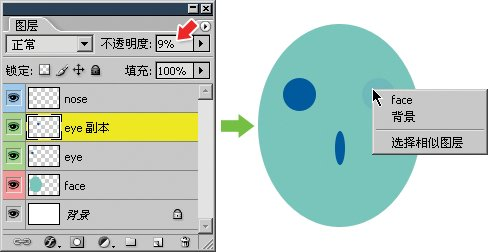 图层
正常 不透明度: 9%
锁定: 填充: 100%
nose
eye 副本
eye
face
背景
face
背景
选择相似图层